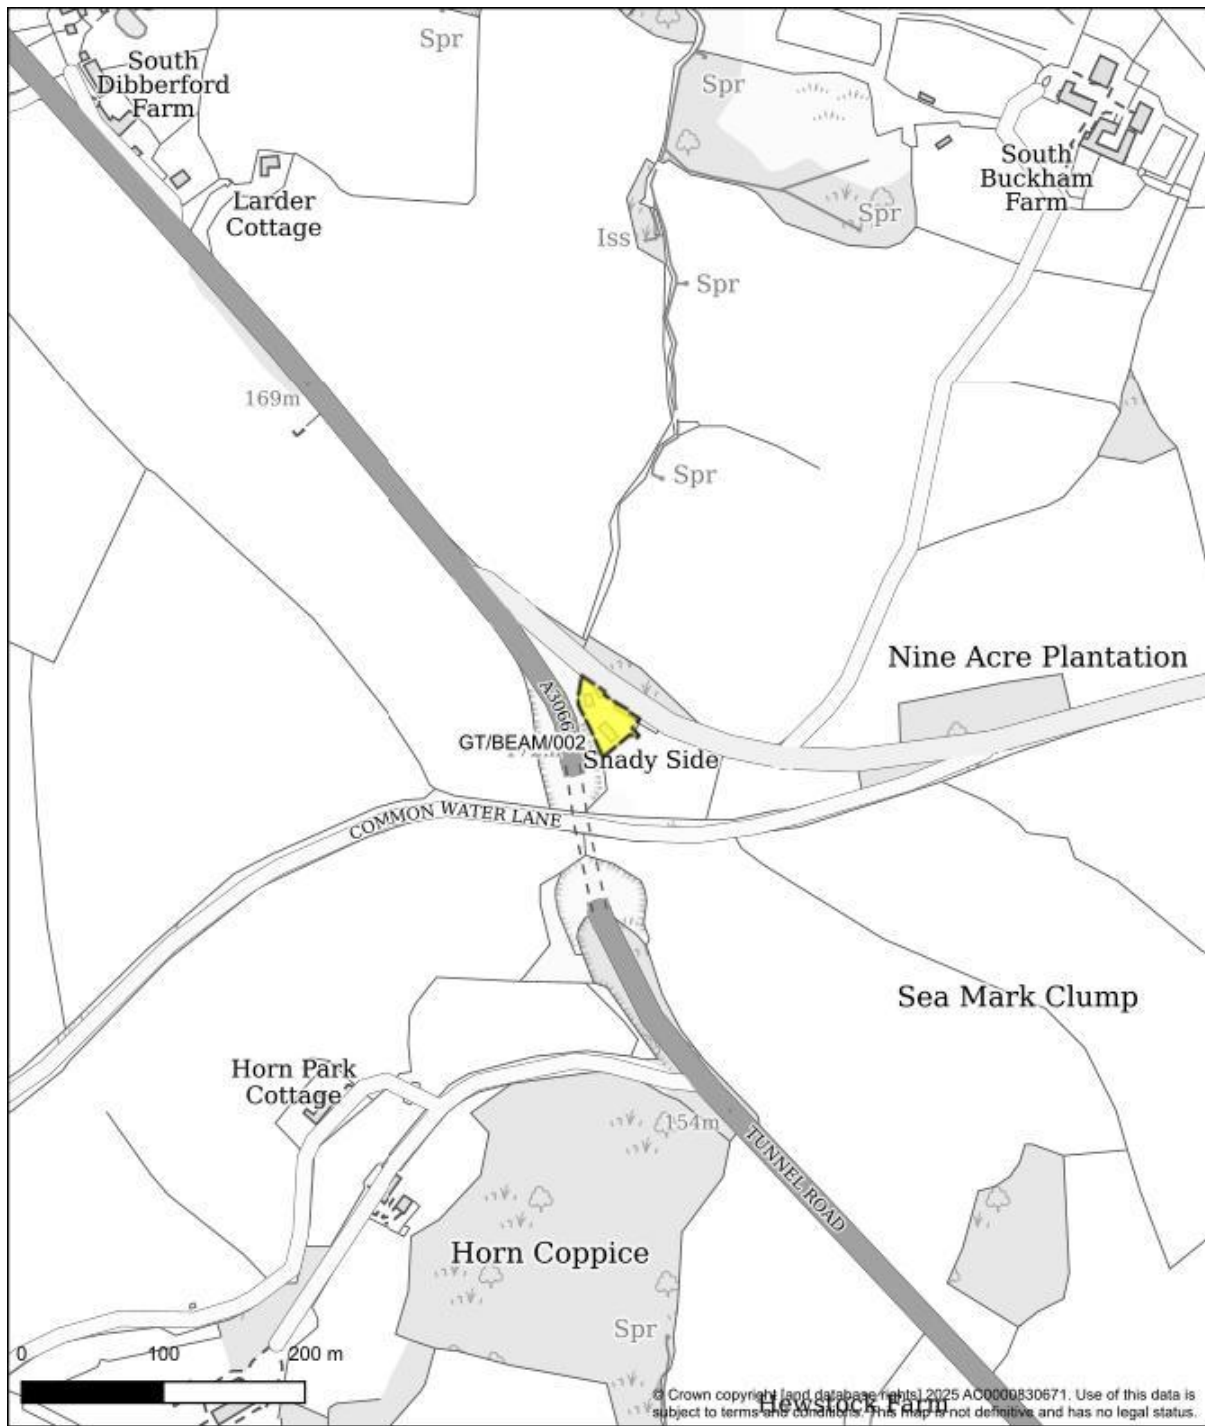 Spr
South
Dibberford
Farm
Spr
South
Buckham
Farm
Larder
Cottage
Spr
Iss
Spr
169m
Spr
Nine Acre Plantation
A3066
GT/BEAM/002
Shady Side
COMMON WATER LANE
Sea Mark Clump
Horn Park
Cottage
154m
TUNNEL ROAD
Horn Coppice
Spr
0 100 200 m
Hewstock Farm
© Crown copyright [and database rights] 2025 AC0000830671. Use of this data is
subject to terms and conditions. This map is not definitive and has no legal status.